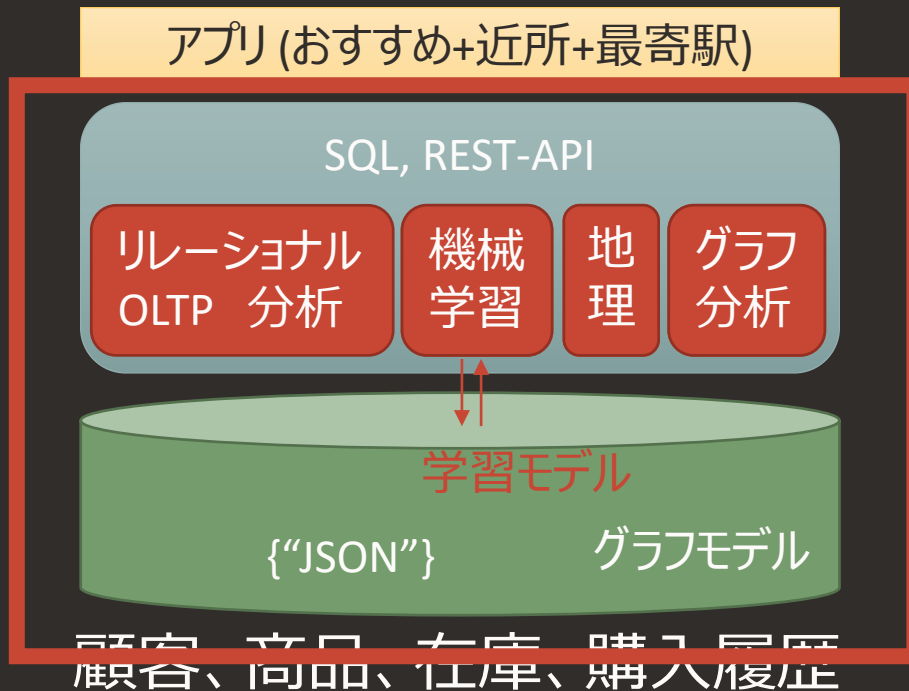 アプリ (おすすめ+近所+最寄駅)
SQL, REST-API
リレーショナル
OLTP 分析
機械
学習
地
理
グラフ
分析
学習モデル
{“JSON”}
グラフモデル
顧客、商品、在庫、購入履歴